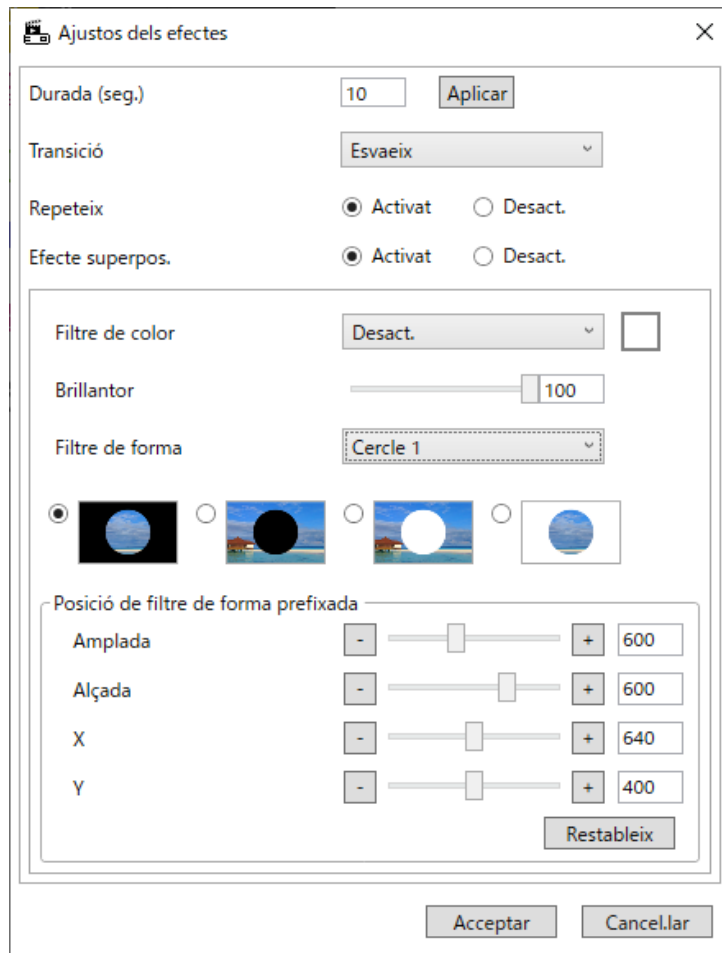 Ajustos dels efectes
Durada (seg.) 10 Aplicar
Transició Esvaeix
Repeteix Activat Desact.
Efecte superpos. Activat Desact.
Filtre de color Desact.
Brillantor 100
Filtre de forma Cercle 1
Posició de filtre de forma prefixada
Amplada - + 600
Alçada - + 600
X - + 640
Y - + 400
Restableix
Acceptar Cancel.lar